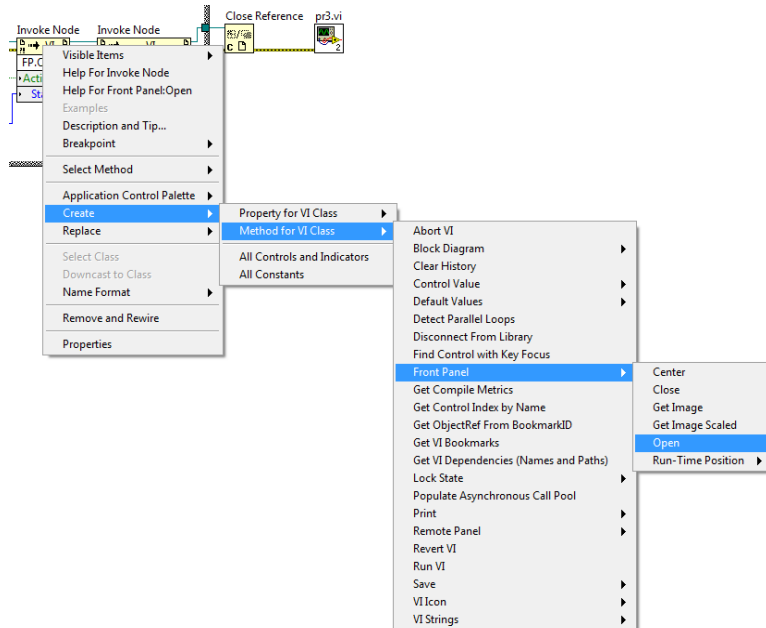 Close Reference pr3.vi
Invoke Node Invoke Node
VI VI
C 2
FP.C
Acti
Sta
Visible Items
Help For Invoke Node
Help For Front Panel:Open
Examples
Description and Tip...
Breakpoint
Select Method
Application Control Palette
Create
Replace
Select Class
Downcast to Class
Name Format
Remove and Rewire
Properties
Property for VI Class
Method for VI Class
All Controls and Indicators
All Constants
Abort VI
Block Diagram
Clear History
Control Value
Default Values
Detect Parallel Loops
Disconnect From Library
Find Control with Key Focus
Front Panel
Get Compile Metrics
Get Control Index by Name
Get ObjectRef From BookmarkID
Get VI Bookmarks
Get VI Dependencies (Names and Paths)
Lock State
Populate Asynchronous Call Pool
Print
Remote Panel
Revert VI
Run VI
Save
VI Icon
VI Strings
Center
Close
Get Image
Get Image Scaled
Open
Run-Time Position